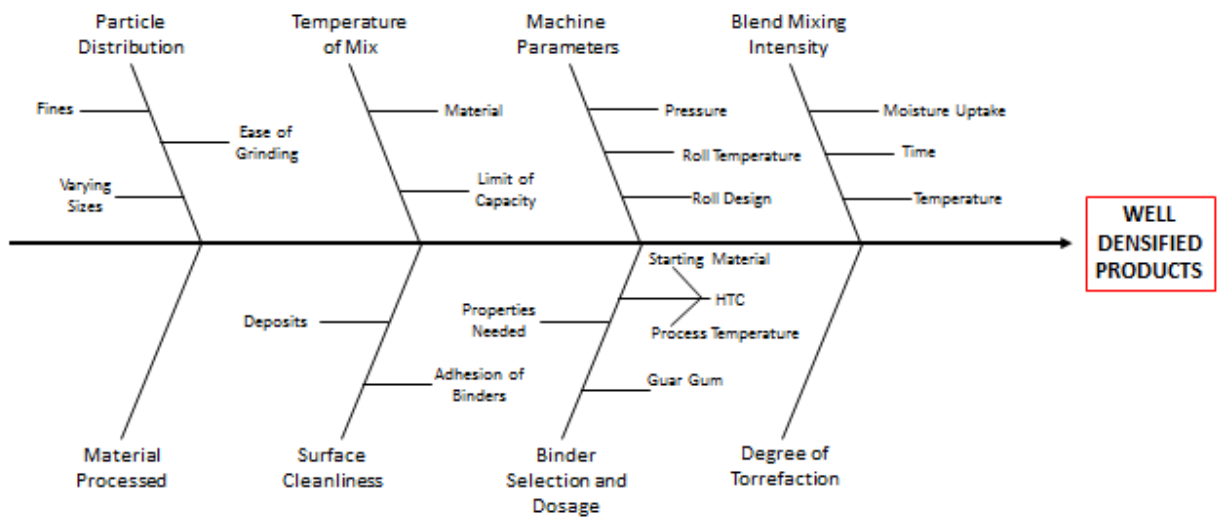 Particle
Distribution
Temperature
of Mix
Machine
Parameters
Blend Mixing
Intensity
Fines
Ease of
Grinding
Varying
Sizes
Material
Limit of
Capacity
Pressure
Roll Temperature
Roll Design
Moisture Uptake
Time
Temperature
WELL
DENSIFIED
PRODUCTS
Deposits
Adhesion of
Binders
Properties
Needed
Starting Material
HTC
Process Temperature
Guar Gum
Material
Processed
Surface
Cleanliness
Binder
Selection and
Dosage
Degree of
Torrefaction